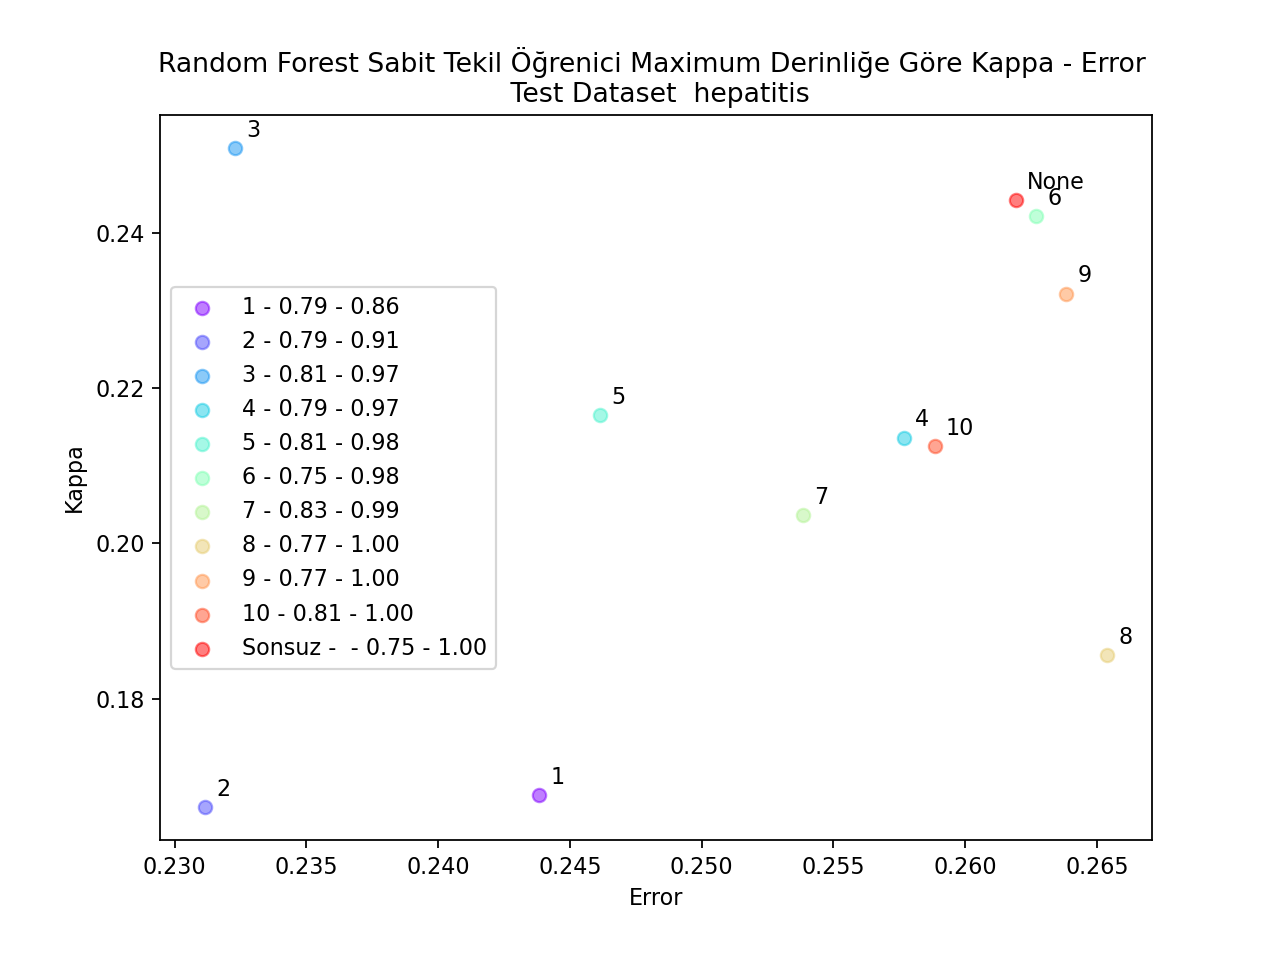 Random Forest Sabit Tekil Öğrenici Maximum Derinliğe Göre Kappa - Error
Test Dataset  hepatitis
3
None
6
0.24
9
1 - 0.79 - 0.86
2 - 0.79 - 0.91
3 - 0.81 - 0.97
0.22
5
4 - 0.79 - 0.97
4
10
5 - 0.81 - 0.98
Kappa
6 - 0.75 - 0.98
7
7 - 0.83 - 0.99
0.20
8 - 0.77 - 1.00
9 - 0.77 - 1.00
10 - 0.81 - 1.00
8
Sonsuz -  - 0.75 - 1.00
0.18
2
1
0.230 0.235 0.240 0.245 0.250 0.255 0.260 0.265
Error